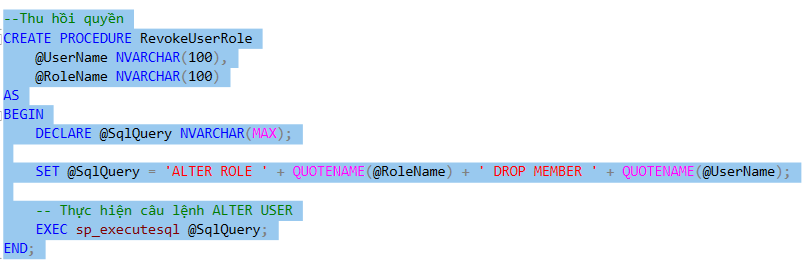 --Thu hồi quyền
CREATE PROCEDURE RevokeUserRole
    @UserName NVARCHAR(100),
    @RoleName NVARCHAR(100)
AS
BEGIN
    DECLARE @SqlQuery NVARCHAR(MAX);
    SET @SqlQuery = 'ALTER ROLE ' + QUOTENAME(@RoleName) + ' DROP MEMBER ' + QUOTENAME(@UserName);
    -- Thực hiện câu lệnh ALTER USER
    EXEC sp_executesql @SqlQuery;
END;